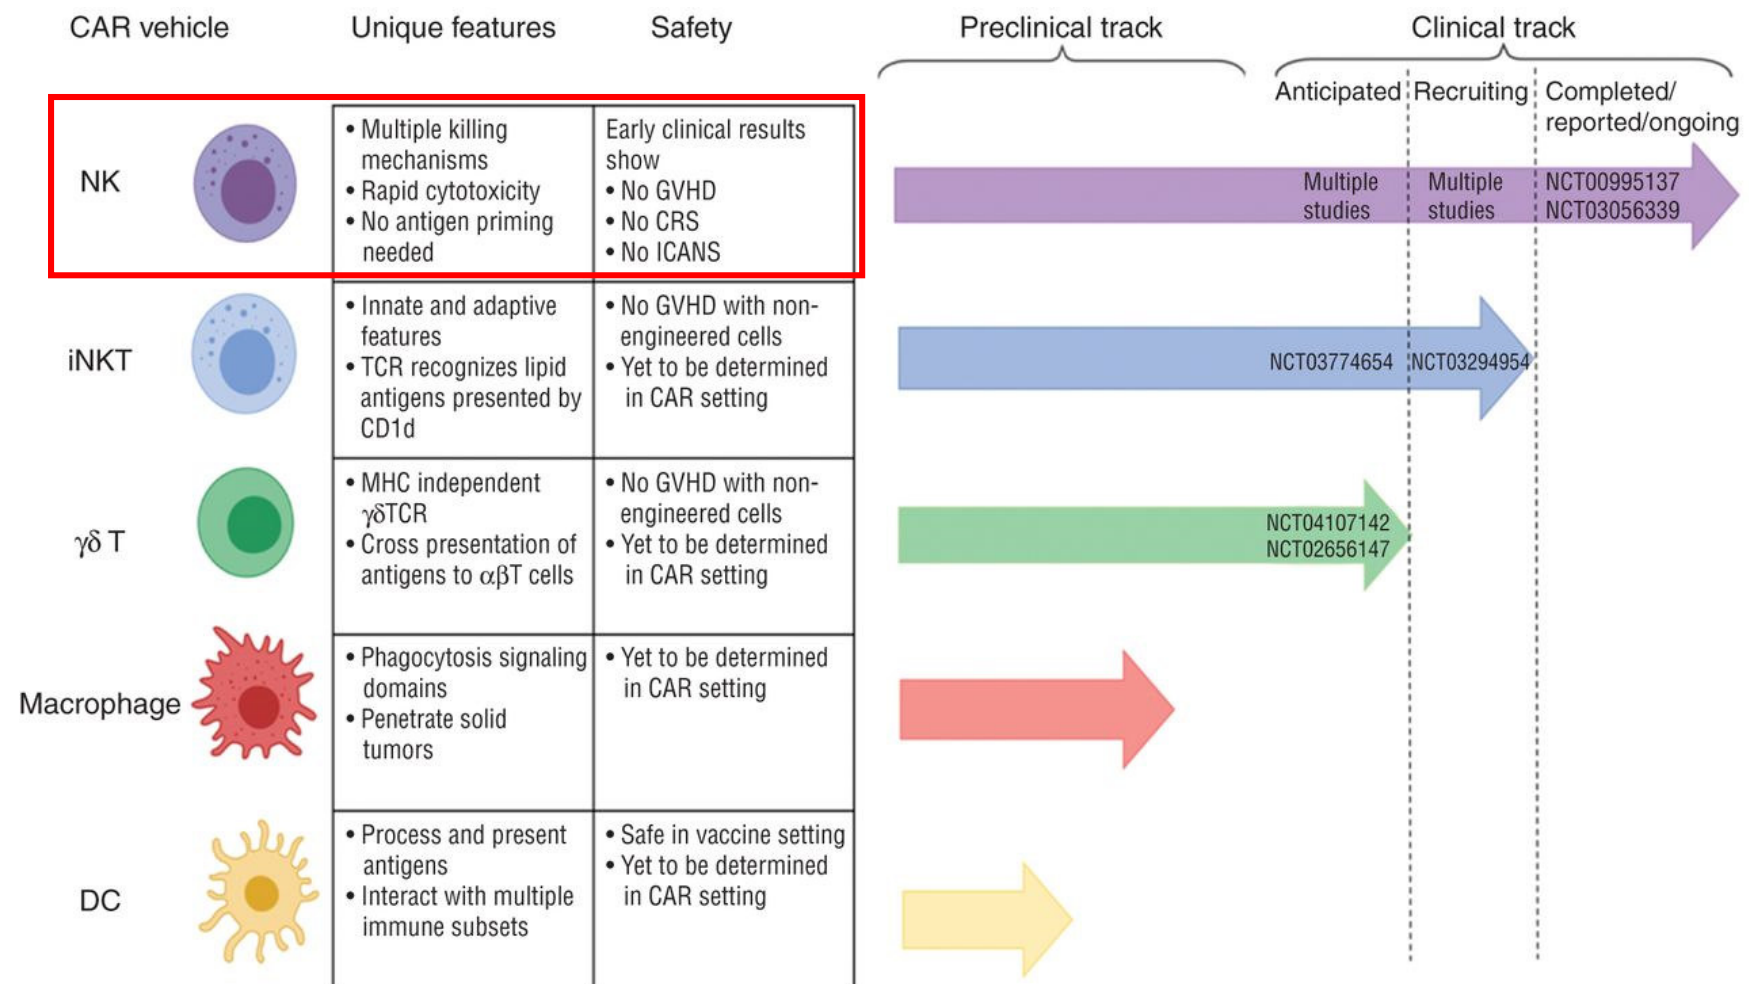 CAR vehicle
Unique features
Safety
Preclinical track
Clinical track
Anticipated
Recruiting
Completed/
reported/ongoing
NK
• Multiple killing
mechanisms
• Rapid cytotoxicity
• No antigen priming
needed
Early clinical results
show
• No GVHD
• No CRS
• No ICANS
Multiple
studies
Multiple
studies
NCT00995137
NCT03056339
iNKT
• Innate and adaptive
features
• TCR recognizes lipid
antigens presented by
CD1d
• No GVHD with non-
engineered cells
• Yet to be determined
in CAR setting
NCT03774654
NCT03294954
γδ T
• MHC independent
γδTCR
• Cross presentation of
antigens to αβT cells
• No GVHD with non-
engineered cells
• Yet to be determined
in CAR setting
NCT04107142
NCT02656147
Macrophage
• Phagocytosis signaling
domains
• Penetrate solid
tumors
• Yet to be determined
in CAR setting
DC
• Process and present
antigens
• Interact with multiple
immune subsets
• Safe in vaccine setting
• Yet to be determined
in CAR setting